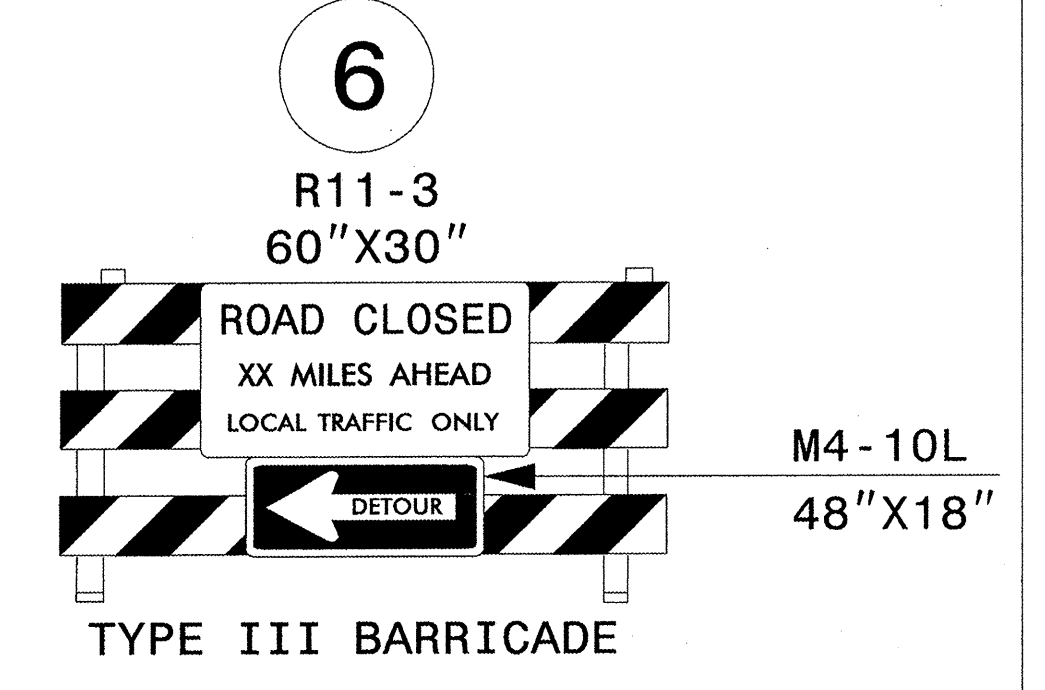 6
R11-3
60"X30"
ROAD CLOSED
XX MILES AHEAD
LOCAL TRAFFIC ONLY
DETOUR
M4-10L
48"X18"
TYPE III BARRICADE